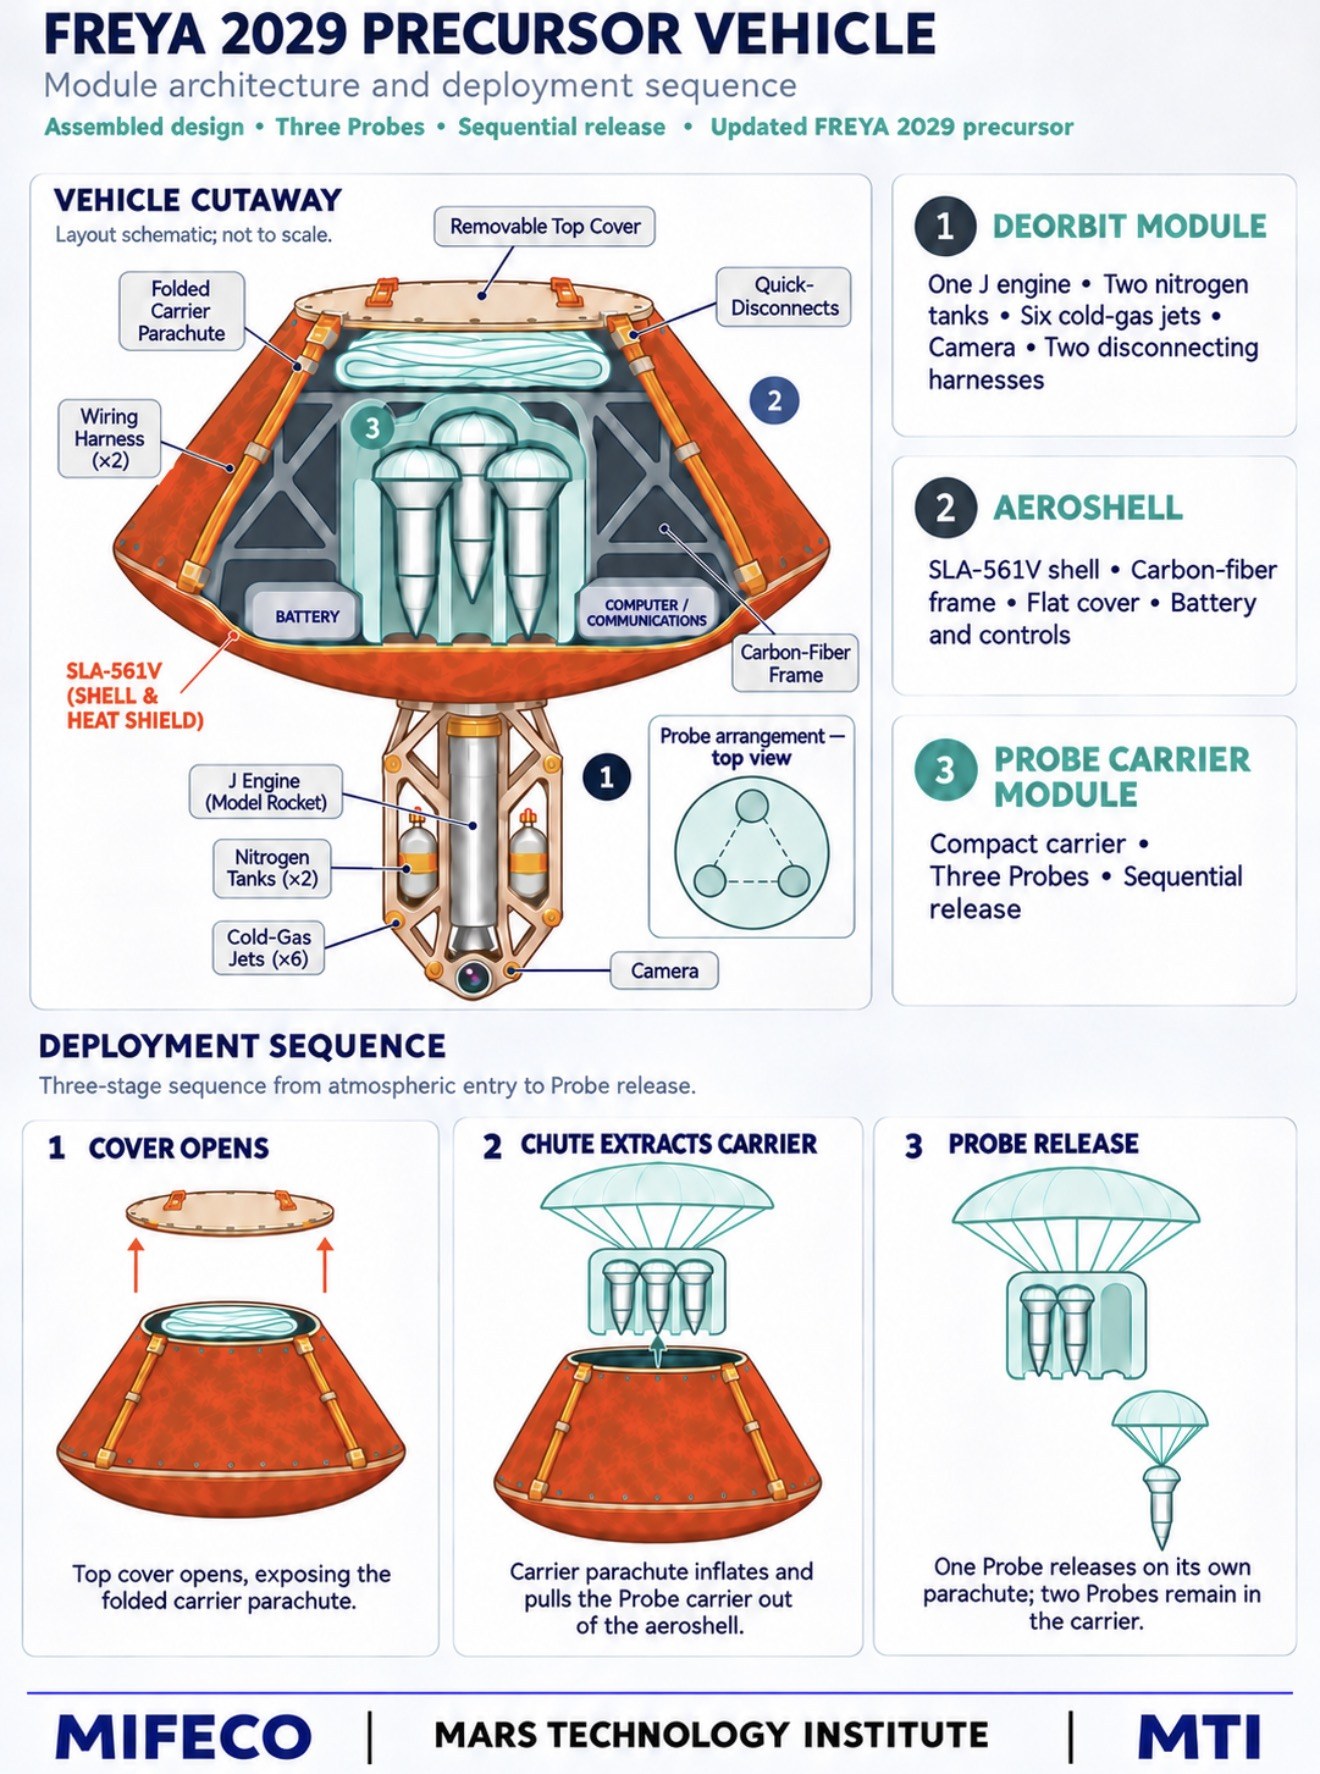 FREYA 2029 PRECURSOR VEHICLE
Module architecture and deployment sequence
Assembled design • Three Probes • Sequential release • Updated FREYA 2029 precursor
VEHICLE CUTAWAY
Layout schematic; not to scale.
Removable Top Cover
Folded
Carrier
Parachute
Quick-
Disconnects
Wiring
Harness
(×2)
2
3
BATTERY
COMPUTER /
COMMUNICATIONS
SLA-561V
(SHELL &
HEAT SHIELD)
Carbon-Fiber
Frame
J Engine
(Model Rocket)
1
Nitrogen
Tanks (×2)
Cold-Gas
Jets (×6)
Camera
Probe arrangement —
top view
1 DEORBIT MODULE
One J engine • Two nitrogen
tanks • Six cold-gas jets •
Camera • Two disconnecting
harnesses
2 AEROSHELL
SLA-561V shell • Carbon-fiber
frame • Flat cover • Battery
and controls
3 PROBE CARRIER
MODULE
Compact carrier •
Three Probes • Sequential
release
DEPLOYMENT SEQUENCE
Three-stage sequence from atmospheric entry to Probe release.
1 COVER OPENS
Top cover opens, exposing the
folded carrier parachute.
2 CHUTE EXTRACTS CARRIER
Carrier parachute inflates and
pulls the Probe carrier out
of the aeroshell.
3 PROBE RELEASE
One Probe releases on its own
parachute; two Probes remain in
the carrier.
MIFECO | MARS TECHNOLOGY INSTITUTE | MTI